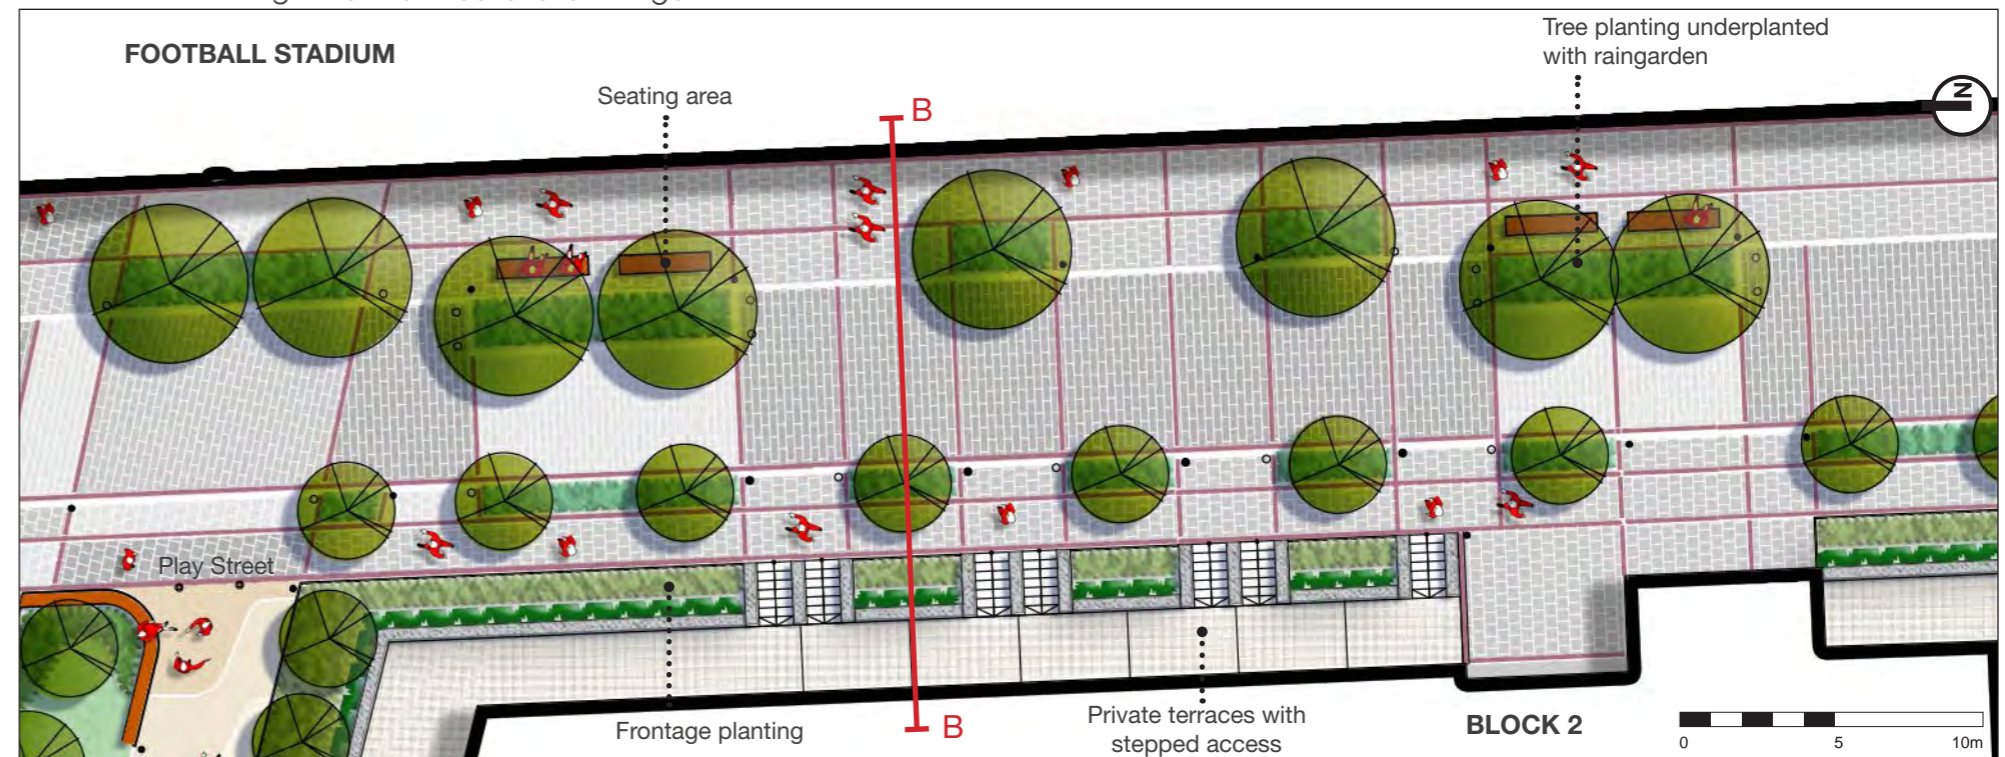 FOOTBALL STADIUM
Tree planting underplanted
with raingarden
Seating area
B
N
Play Street
Frontage planting
B
Private terraces with
stepped access
BLOCK 2
0 5 10m